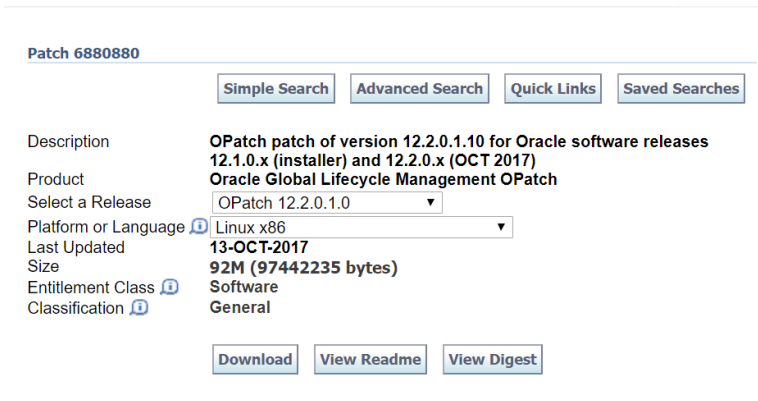 Patch 6880880
Simple Search Advanced Search Quick Links Saved Searches
Description OPatch patch of version 12.2.0.1.10 for Oracle software releases
12.1.0.x (installer) and 12.2.0.x (OCT 2017)
Product Oracle Global Lifecycle Management OPatch
Select a Release OPatch 12.2.0.1.0
Platform or Language Linux x86
Last Updated 13-OCT-2017
Size 92M (97442235 bytes)
Entitlement Class Software
Classification General
Download View Readme View Digest